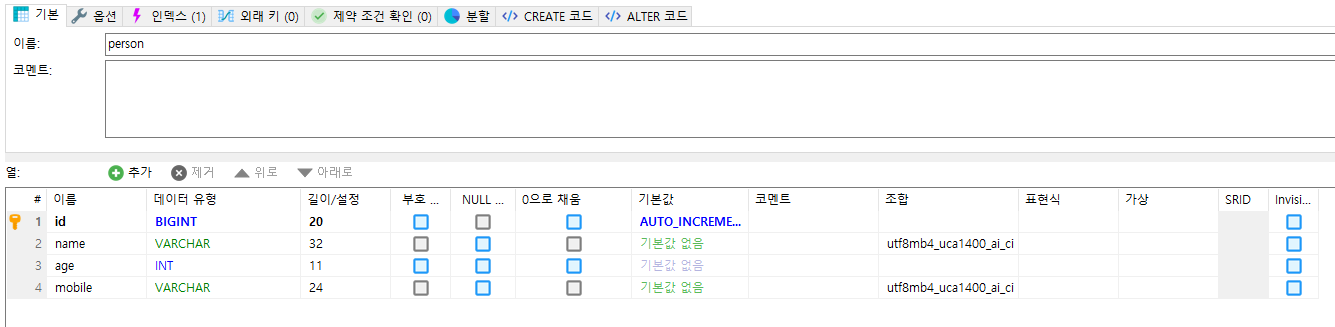 기본 옵션 인덱스 (1) 외래 키 (0) 제약 조건 확인 (0) 분할 CREATE 코드 ALTER 코드
이름: person
코멘트:
열: 추가 제거 위로 아래로
# 이름 데이터 유형 길이/설정 부호 ... NULL ... 0으로 채움 기본값 코멘트 조합 표현식 가상 SRID Invisi...
1 id BIGINT 20 AUTO_INCREME...
2 name VARCHAR 32 기본값 없음 utf8mb4_uca1400_ai_ci
3 age INT 11 기본값 없음
4 mobile VARCHAR 24 기본값 없음 utf8mb4_uca1400_ai_ci